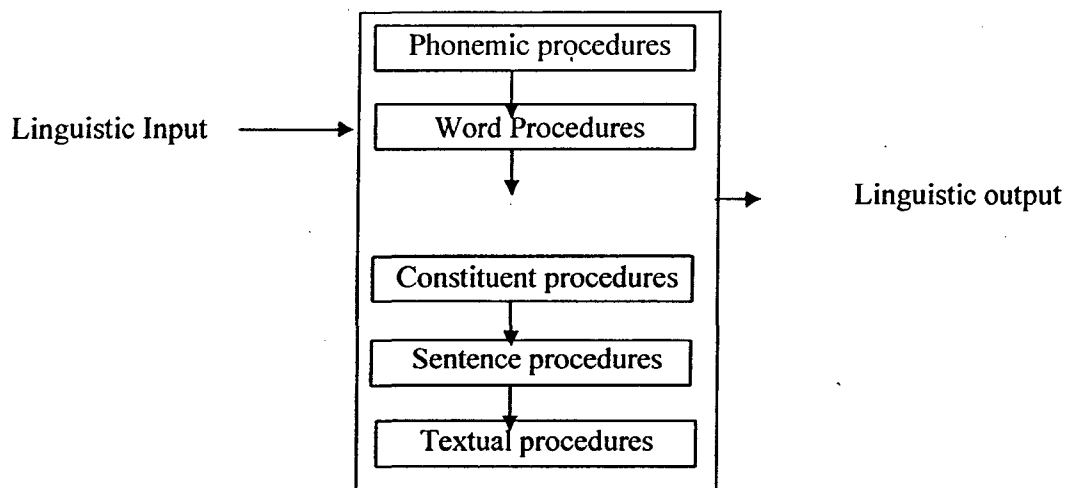 Phonemic procedures
Linguistic Input
Word Procedures
Linguistic output
Constituent procedures
Sentence procedures
Textual procedures